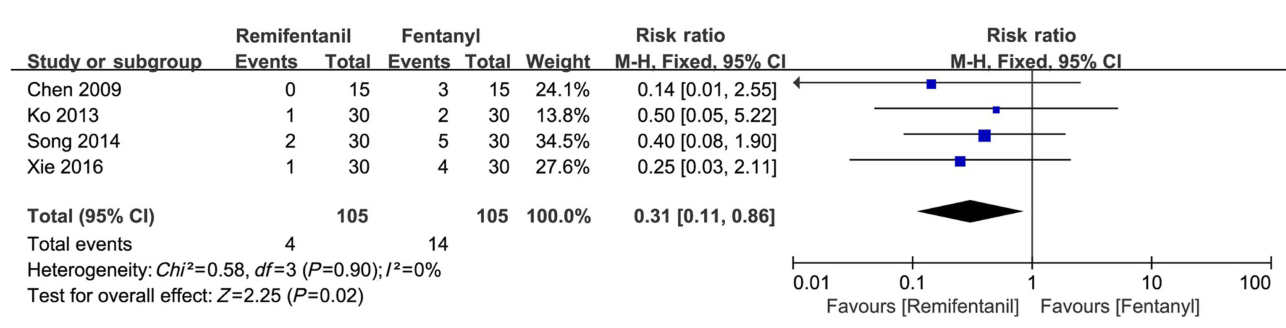 Remifentanil Fentanyl Risk ratio Risk ratio
Study or subgroup Events Total Events Total Weight M-H, Fixed, 95% CI M-H, Fixed, 95% CI
Chen 2009 0 15 3 15 24.1% 0.14 [0.01, 2.55]
Ko 2013 1 30 2 30 13.8% 0.50 [0.05, 5.22]
Song 2014 2 30 5 30 34.5% 0.40 [0.08, 1.90]
Xie 2016 1 30 4 30 27.6% 0.25 [0.03, 2.11]
Total (95% CI) 105 105 100.0% 0.31 [0.11, 0.86]
Total events 4 14
Heterogeneity: Chi²=0.58, df=3 (P=0.90); I²=0%
Test for overall effect: Z=2.25 (P=0.02)
0.01 0.1 1 10 100
Favours [Remifentanil] Favours [Fentanyl]